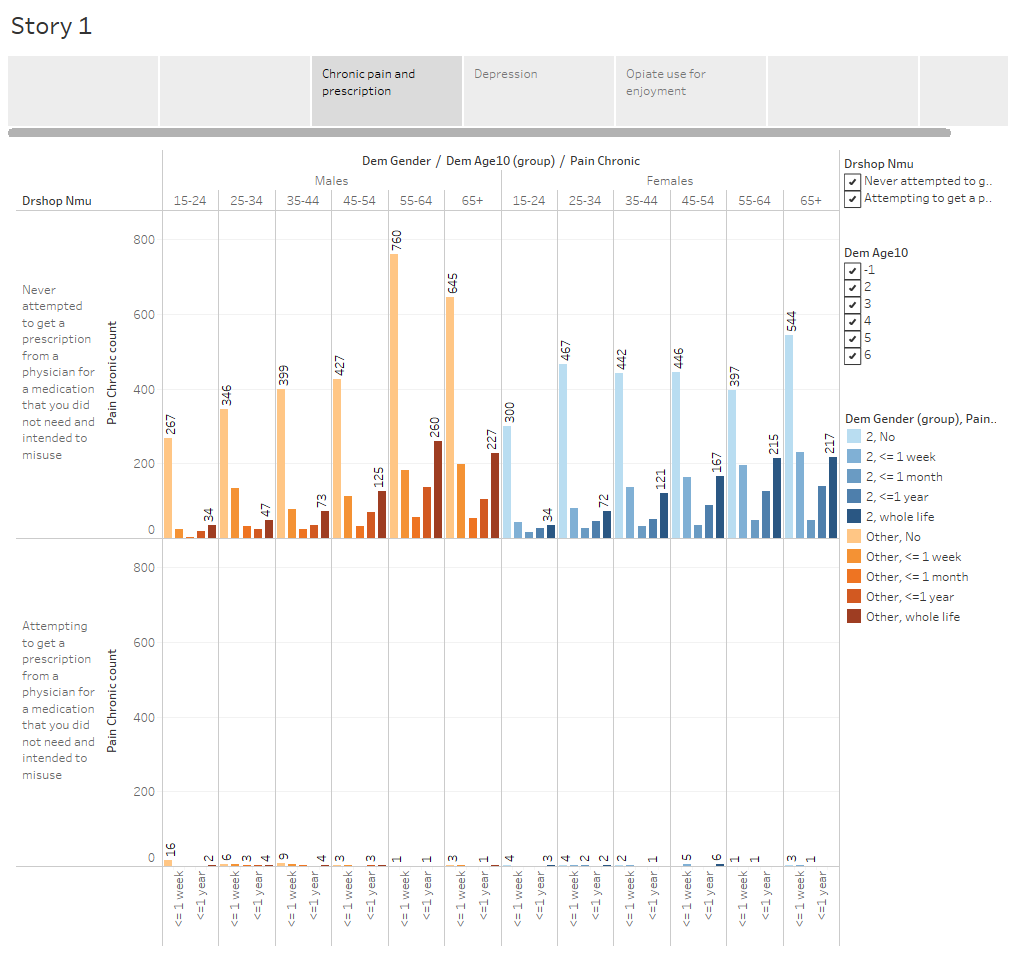 Story 1
Chronic pain and
prescription
Depression
Opiate use for
enjoyment
Dem Gender / Dem Age10 (group) / Pain Chronic
Males
Females
Drshop Nmu
15-24
25-34
35-44
45-54
55-64
65+
15-24
25-34
35-44
45-54
55-64
65+
Never
attempted
to get a
prescription
from a
physician for
a medication
that you did
not need and
intended to
misuse
Pain Chronic count
800
600
400
200
0
267
34
346
47
399
73
427
125
760
260
645
227
300
34
467
72
442
121
446
167
397
215
544
217
Attempting
to get a
prescription
from a
physician for
a medication
that you did
not need and
intended to
misuse
Pain Chronic count
800
600
400
200
0
16
2
6
3
4
9
4
3
3
1
1
3
1
4
3
4
2
2
2
1
5
6
1
1
3
1
<= 1 week
<=1 year
<= 1 week
<=1 year
<= 1 week
<=1 year
<= 1 week
<=1 year
<= 1 week
<=1 year
<= 1 week
<=1 year
<= 1 week
<=1 year
<= 1 week
<=1 year
<= 1 week
<=1 year
<= 1 week
<=1 year
<= 1 week
<=1 year
<= 1 week
<=1 year
Drshop Nmu
Never attempted to g..
Attempting to get a p..
Dem Age10
-1
2
3
4
5
6
Dem Gender (group), Pain..
2, No
2, <= 1 week
2, <= 1 month
2, <=1 year
2, whole life
Other, No
Other, <= 1 week
Other, <= 1 month
Other, <=1 year
Other, whole life